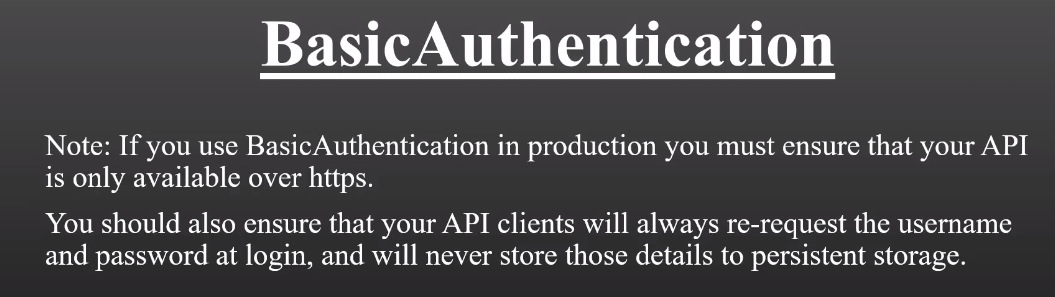 BasicAuthentication
Note: If you use BasicAuthentication in production you must ensure that your API
is only available over https.
You should also ensure that your API clients will always re-request the username
and password at login, and will never store those details to persistent storage.